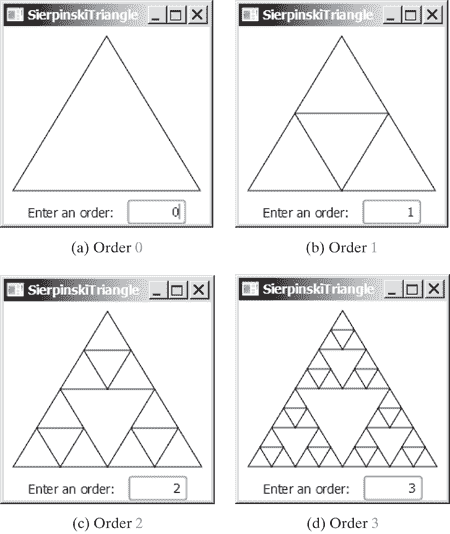 SierpinskiTriangle
Enter an order: 0
(a) Order 0
SierpinskiTriangle
Enter an order: 1
(b) Order 1
SierpinskiTriangle
Enter an order: 2
(c) Order 2
SierpinskiTriangle
Enter an order: 3
(d) Order 3